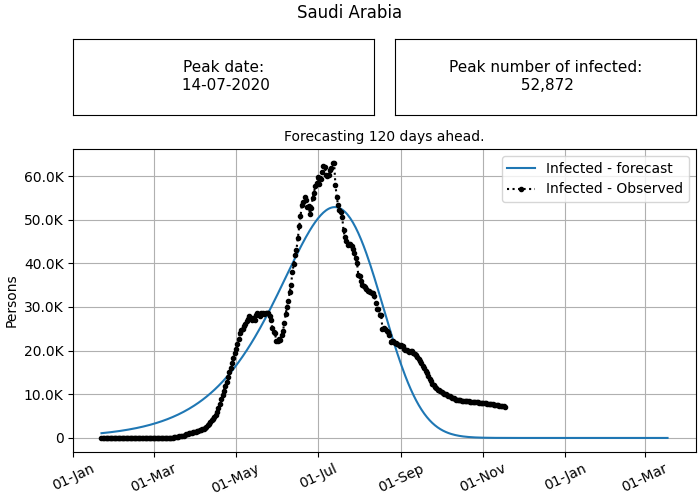 Saudi Arabia
Peak date:
14-07-2020
Peak number of infected:
52,872
Forecasting 120 days ahead.
Infected - forecast
Infected - Observed
Persons
60.0K
50.0K
40.0K
30.0K
20.0K
10.0K
0
01-Jan
01-Mar
01-May
01-Jul
01-Sep
01-Nov
01-Jan
01-Mar